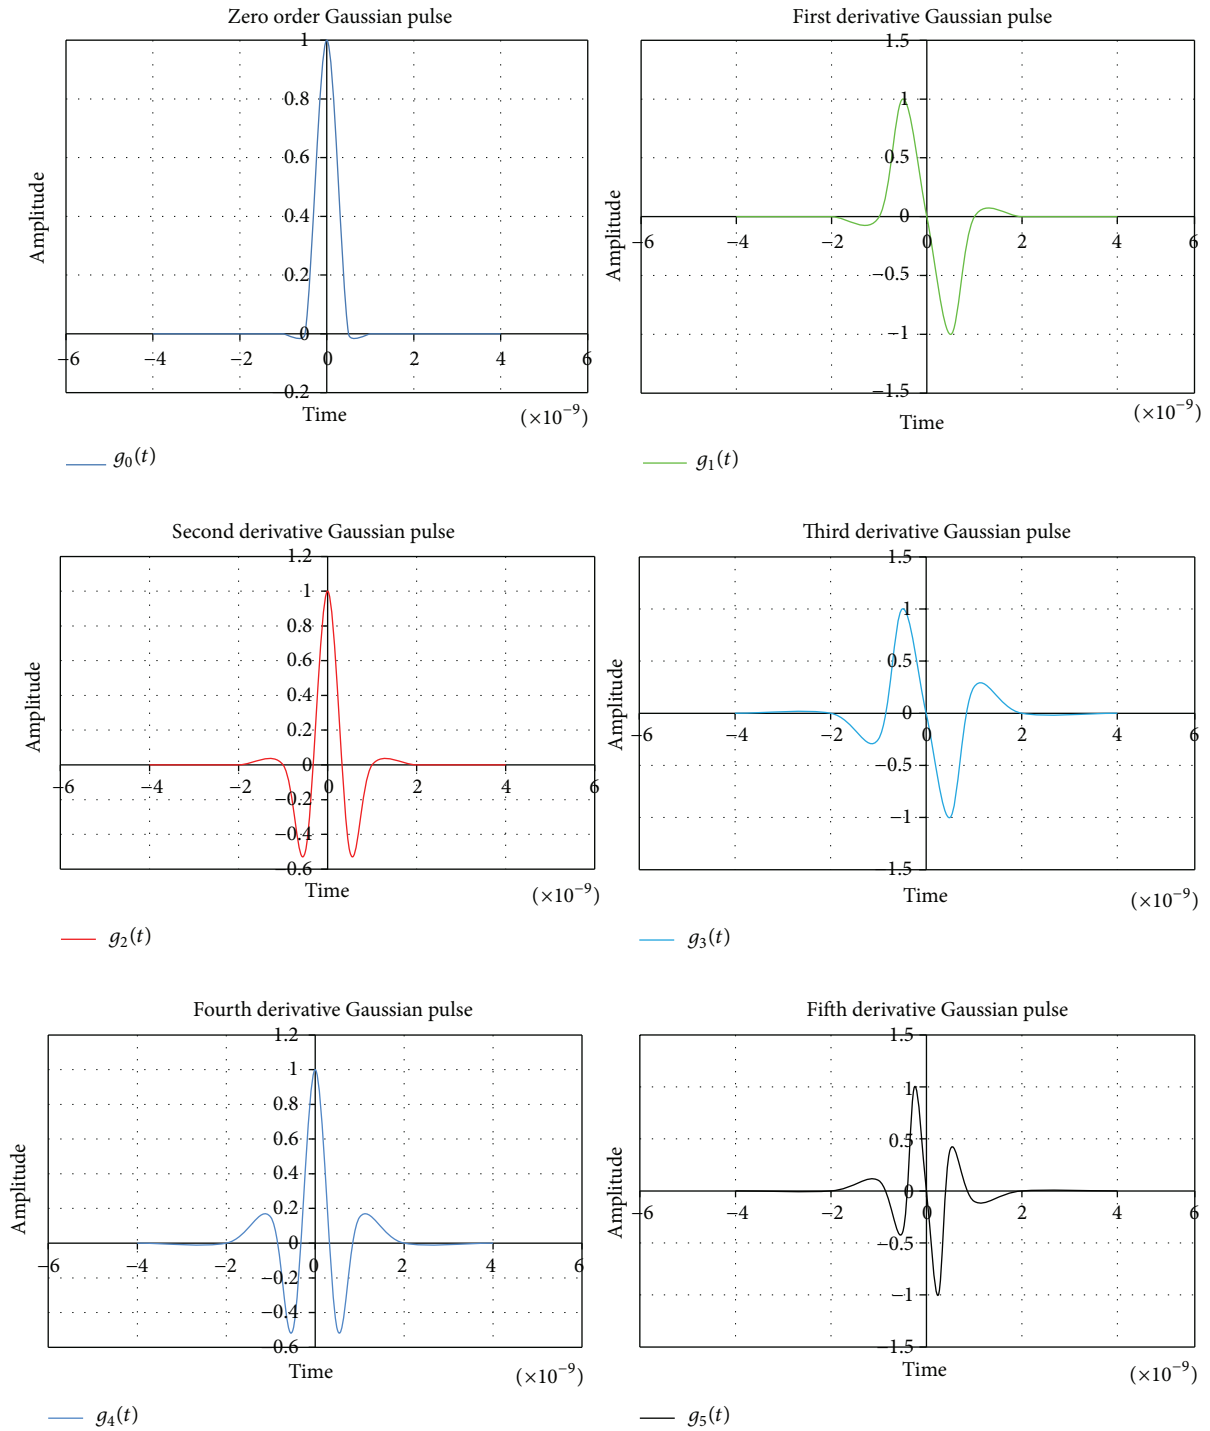 Zero order Gaussian pulse
1
0.8
0.6
0.4
0.2
0
0.2
Amplitude
−6 −4 −2 0 2 4 6
Time
(×10−9)
g0(t)
First derivative Gaussian pulse
1.5
1
0.5
0
−0.5
−1
−1.5
Amplitude
−6 −4 −2 0 2 4 6
Time
(×10−9)
g1(t)
Second derivative Gaussian pulse
1.2
1
0.8
0.6
0.4
0.2
0
−0.2
−0.4
−0.6
Amplitude
−6 −4 −2 0 2 4 6
Time
(×10−9)
g2(t)
Third derivative Gaussian pulse
1.5
1
0.5
0
−0.5
−1
−1.5
Amplitude
−6 −4 −2 0 2 4 6
Time
(×10−9)
g3(t)
Fourth derivative Gaussian pulse
1.2
1
0.8
0.6
0.4
0.2
0
−0.2
−0.4
0.6
Amplitude
−6 −4 −2 0 2 4 6
Time
(×10−9)
g4(t)
Fifth derivative Gaussian pulse
1.5
1
0.5
0
−0.5
−1
−1.5
Amplitude
−6 −4 −2 0 2 4 6
Time
(×10−9)
g5(t)